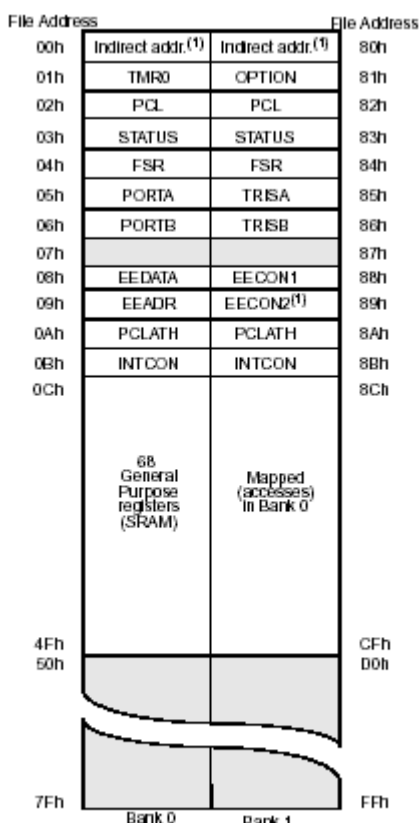 File Address File Address
00h Indirect addr.(1) Indirect addr.(1) 80h
01h TMR0 OPTION 81h
02h PCL PCL 82h
03h STATUS STATUS 83h
04h FSR FSR 84h
05h PORTA TRISA 85h
06h PORTB TRISB 86h
07h 87h
08h EEDATA EECON1 88h
09h EEADR EECON2(1) 89h
0Ah PCLATH PCLATH 8Ah
0Bh INTCON INTCON 8Bh
0Ch 8Ch
68
General
Purpose
registers
(SRAM)
Mapped
(accesses)
in Bank 0
4Fh CFh
50h D0h
7Fh FFh
Bank 0 Bank 1